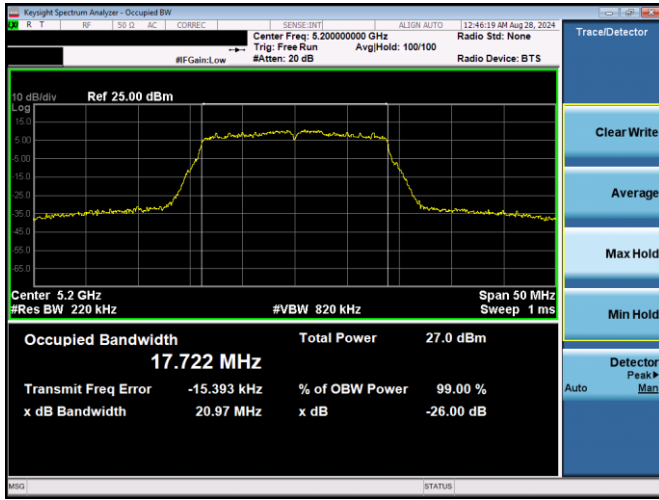 Keysight Spectrum Analyzer - Occupied BW
R T RF 50 Ω AC CORREC SENSE:INT ALIGN AUTO 12:46:19 AM Aug 28, 2024
Center Freq: 5.200000000 GHz Radio Std: None
Trig: Free Run Avg|Hold: 100/100
#IFGain:Low #Atten: 20 dB Radio Device: BTS
Trace/Detector
10 dB/div Ref 25.00 dBm
Log
15.0
5.00
-5.00
-15.0
-25.0
-35.0
-45.0
-55.0
-65.0
Center 5.2 GHz Span 50 MHz
#Res BW 220 kHz #VBW 820 kHz Sweep 1 ms
Occupied Bandwidth Total Power 27.0 dBm
17.722 MHz
Transmit Freq Error -15.393 kHz % of OBW Power 99.00 %
x dB Bandwidth 20.97 MHz x dB -26.00 dB
Clear Write
Average
Max Hold
Min Hold
Detector
Peak▶
Auto Man
MSG STATUS